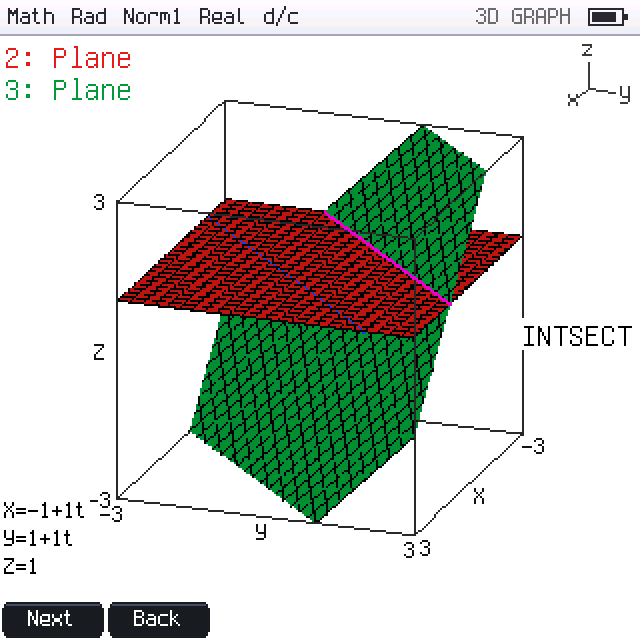 Math Rad Norm1 Real d/c 3D GRAPH
2: Plane
3: Plane
z
x y
3
Z
INTSECT
-3
X
-3
-3
X=-1+1t
y
Y=1+1t
3 3
Z=1
Next Back